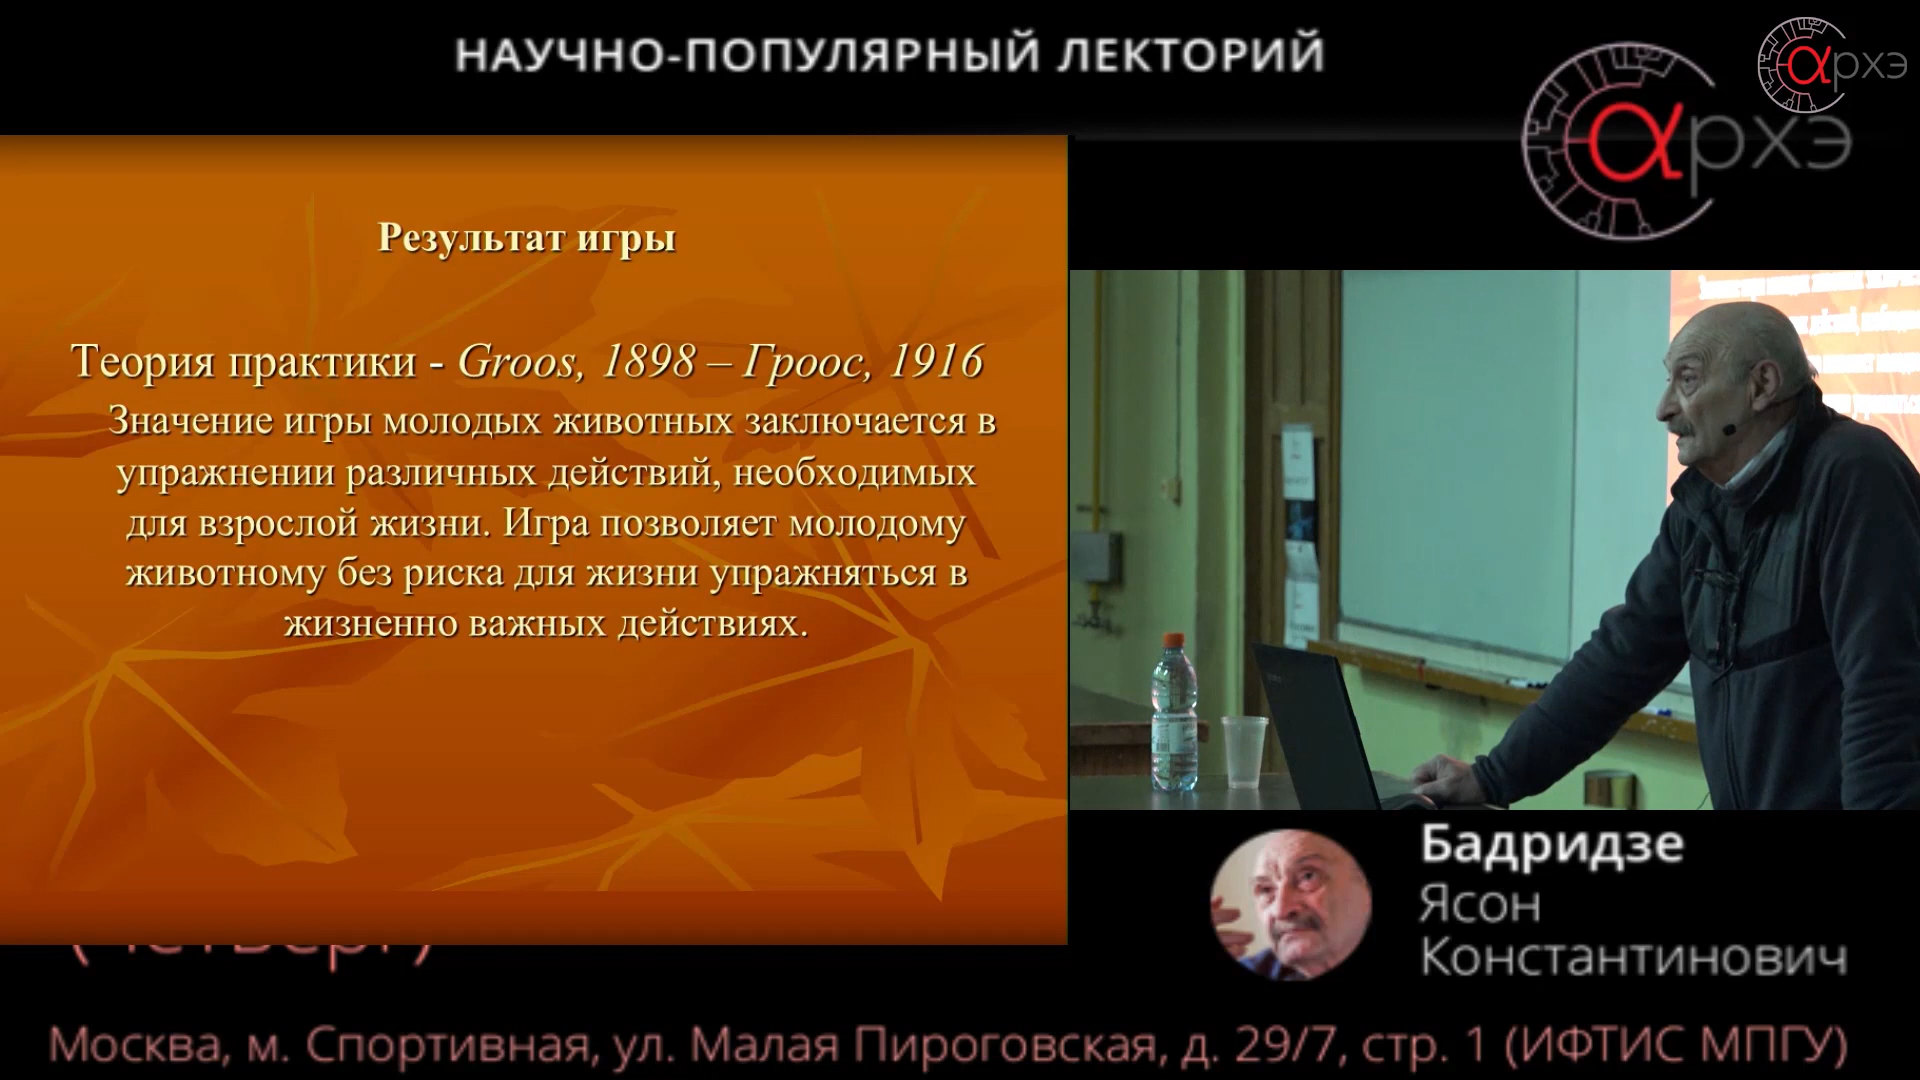 НАУЧНО-ПОПУЛЯРНЫЙ ЛЕКТОРИЙ
αрхэ
αрхэ
Результат игры
Теория практики - Groos, 1898 – Гроос, 1916
Значение игры молодых животных заключается в
упражнении различных действий, необходимых
для взрослой жизни. Игра позволяет молодому
животному без риска для жизни упражняться в
жизненно важных действиях.
Бадридзе
Ясон
Константинович
Москва, м. Спортивная, ул. Малая Пироговская, д. 29/7, стр. 1 (ИФТИС МПГУ)